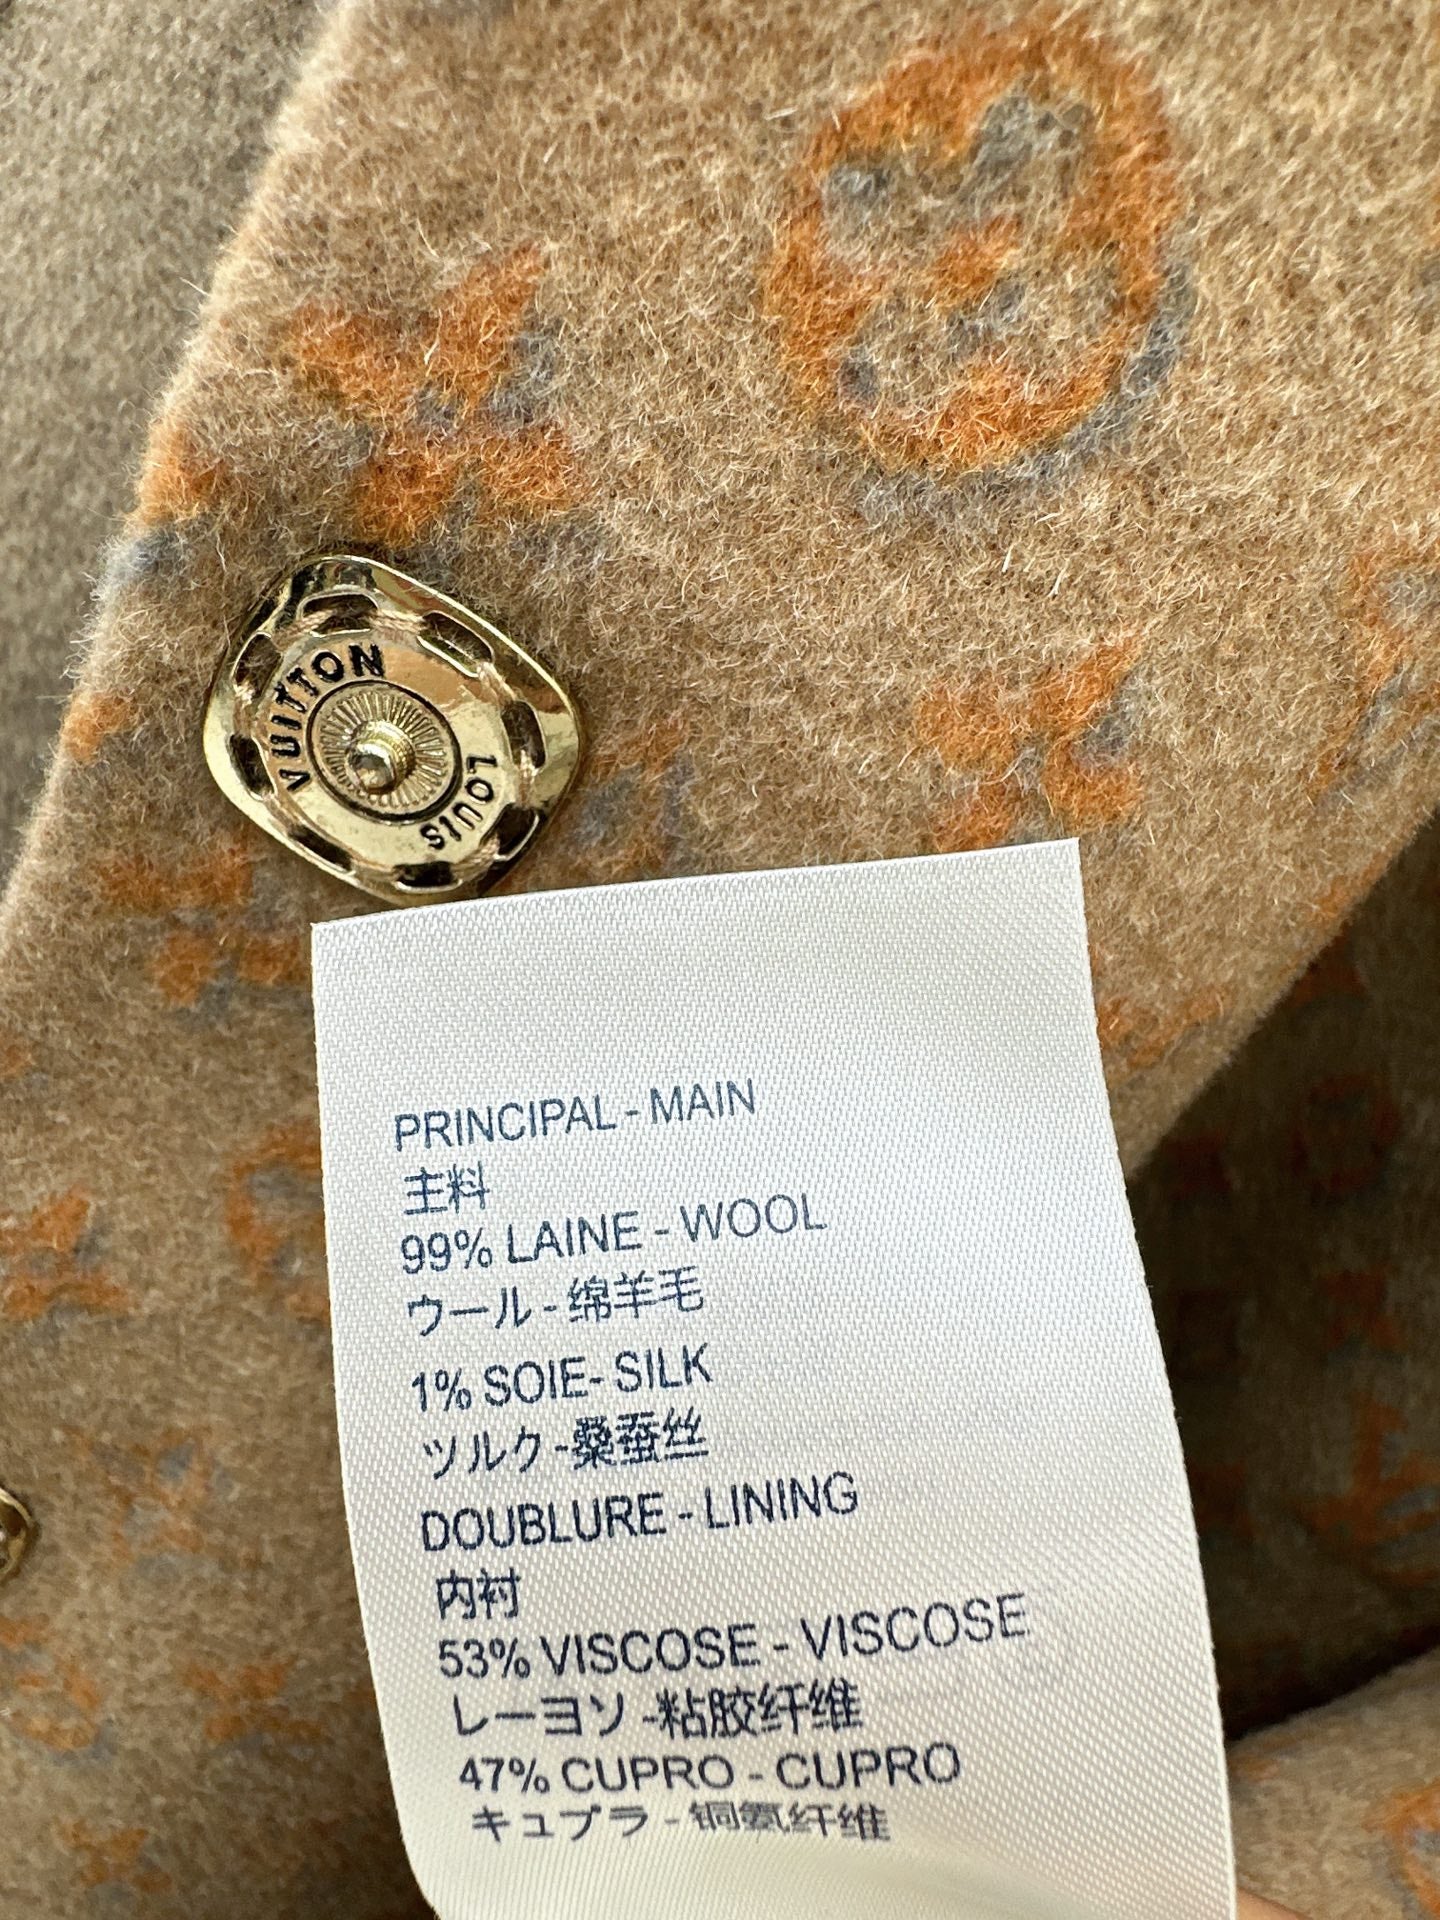 LOUIS
VUITTON
PRINCIPAL - MAIN
主料
99% LAINE - WOOL
ウール - 绵羊毛
1% SOIE- SILK
ツルク -桑蚕丝
DOUBLURE - LINING
内衬
53% VISCOSE - VISCOSE
レーヨソ -粘胶纤维
47% CUPRO - CUPRO
キュプラ - 铜氨纤维